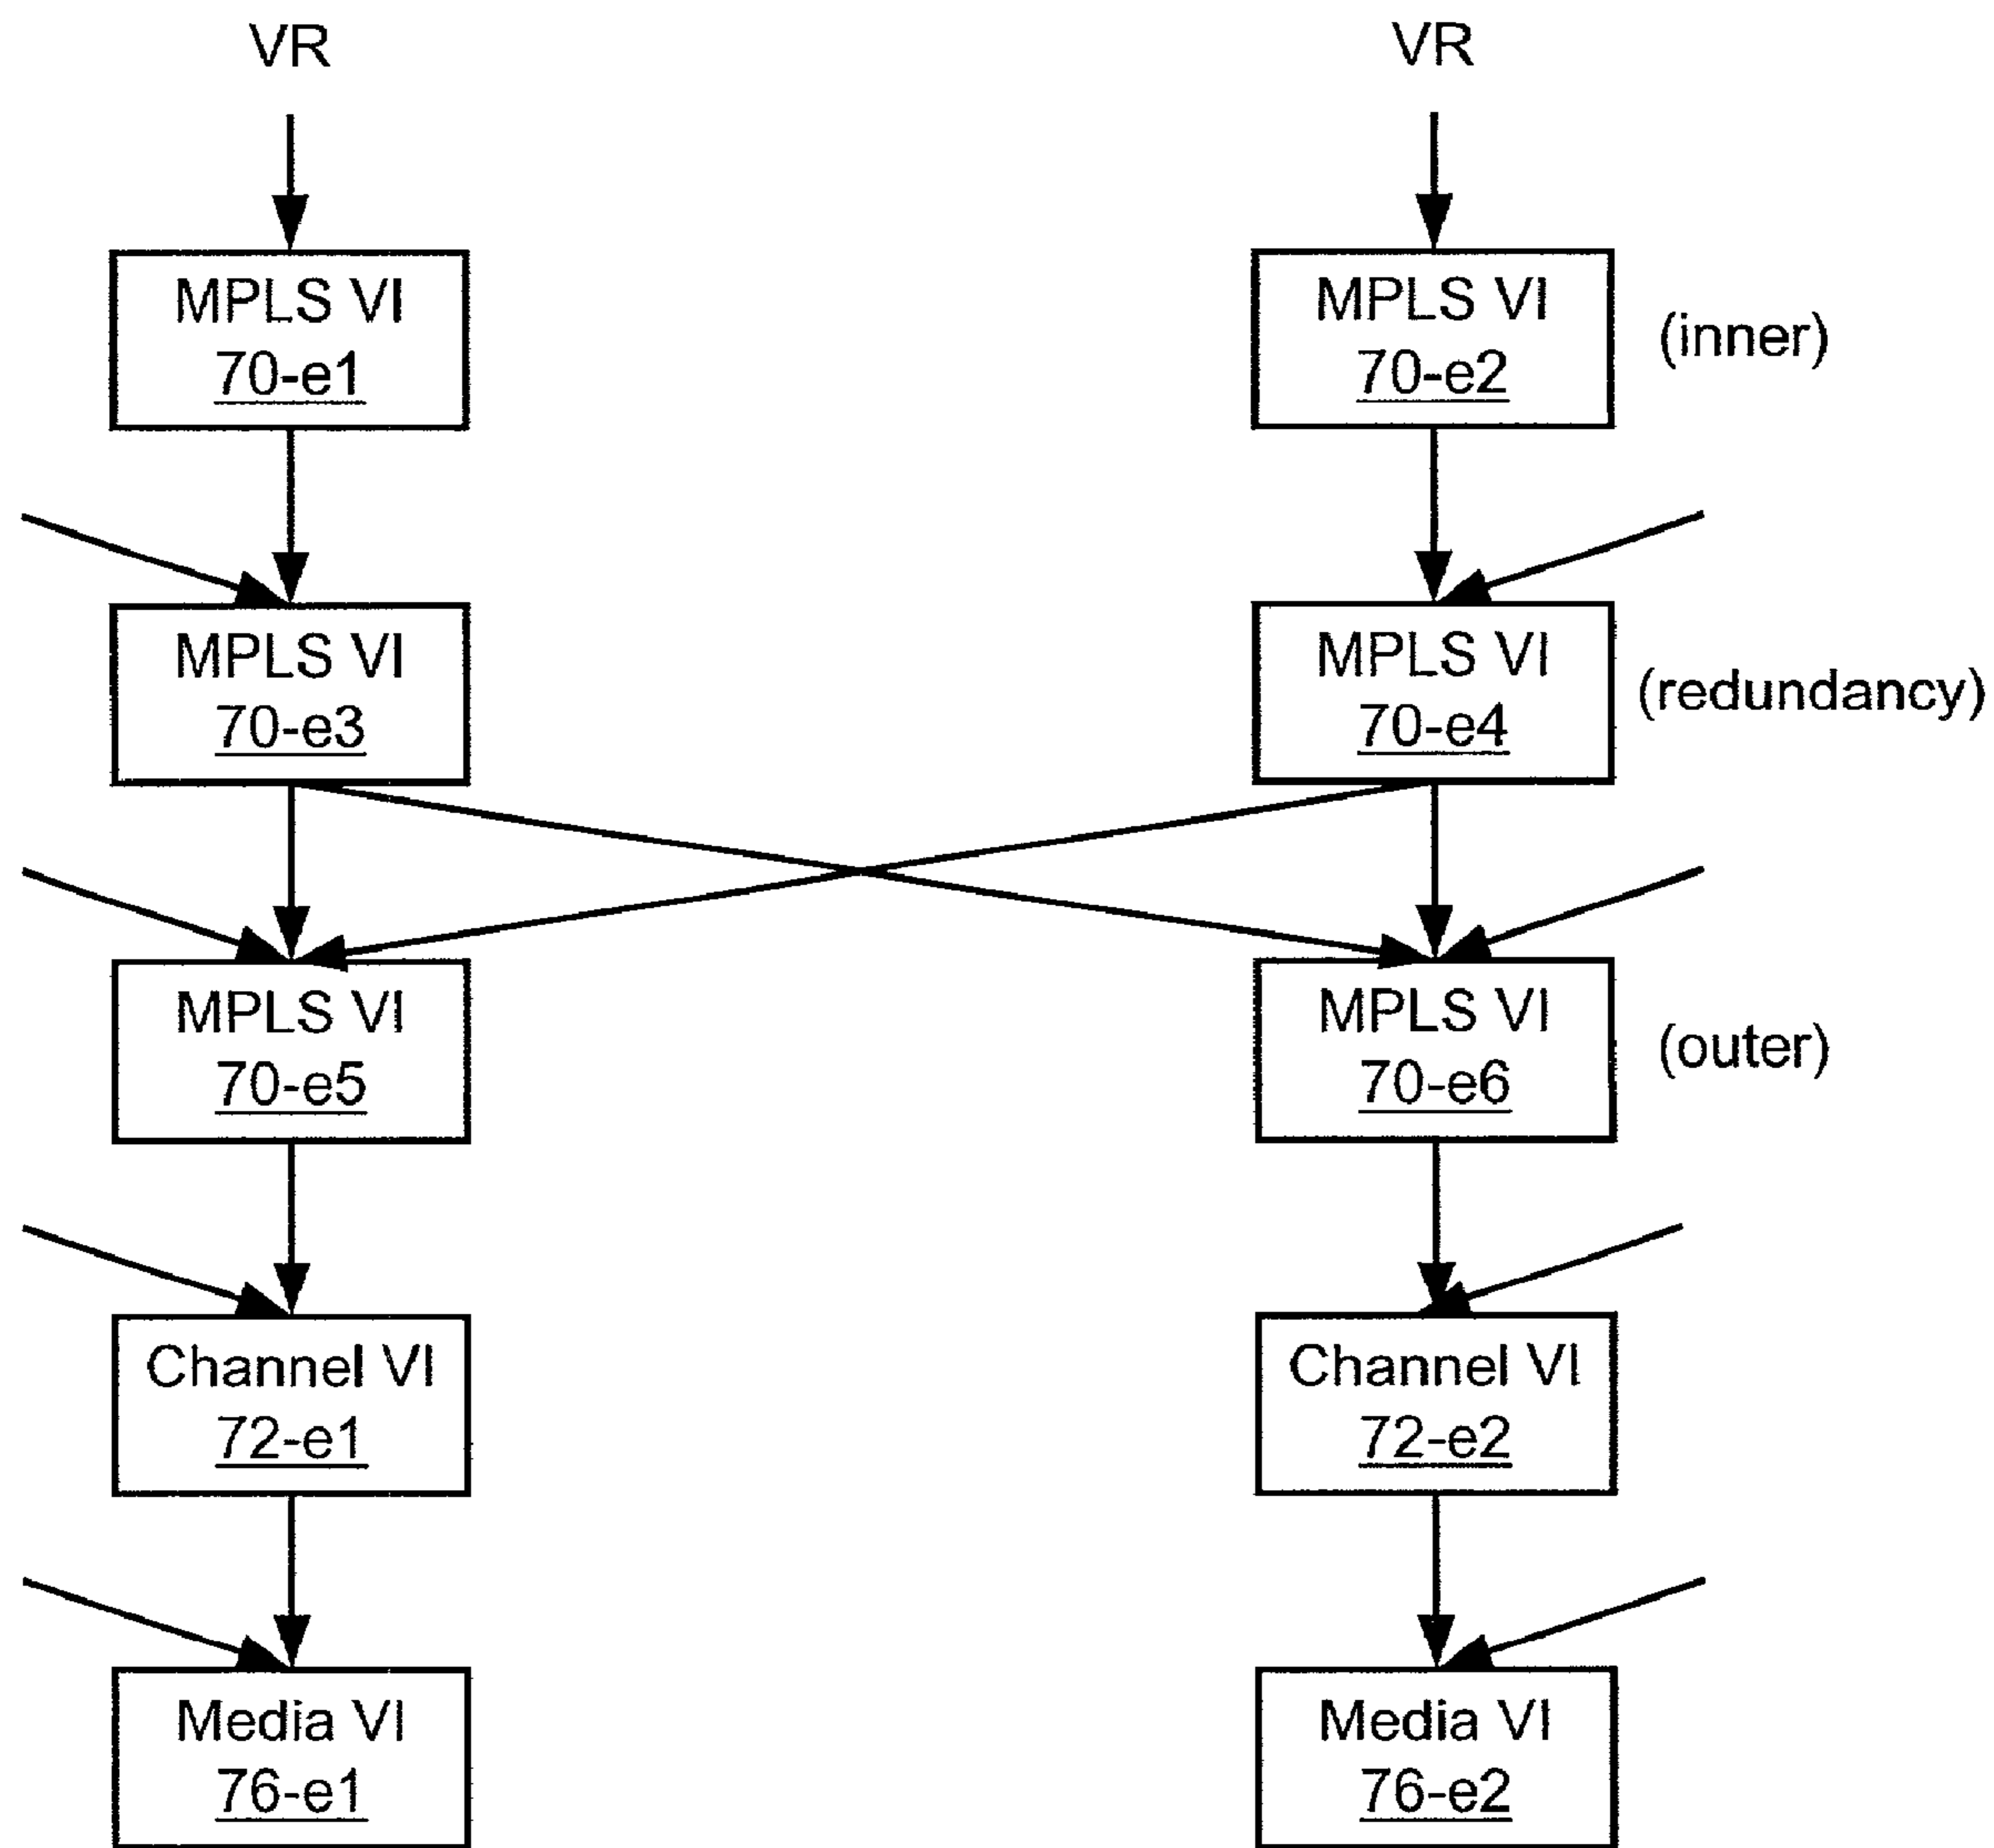 VR
VR
MPLS VI
70-e1
MPLS VI
70-e2
(inner)
MPLS VI
70-e3
MPLS VI
70-e4
(redundancy)
MPLS VI
70-e5
MPLS VI
70-e6
(outer)
Channel VI
72-e1
Channel VI
72-e2
Media VI
76-e1
Media VI
76-e2